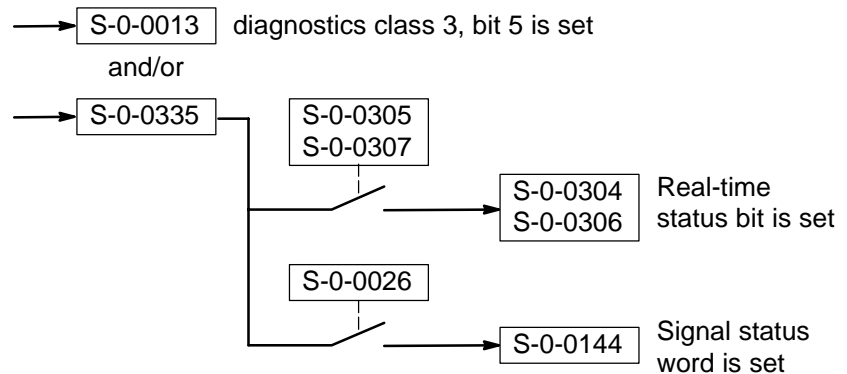 S-0-0013 diagnostics class 3, bit 5 is set
and/or
S-0-0335
S-0-0305
S-0-0307
S-0-0304
S-0-0306
Real-time
status bit is set
S-0-0026
S-0-0144
Signal status
word is set